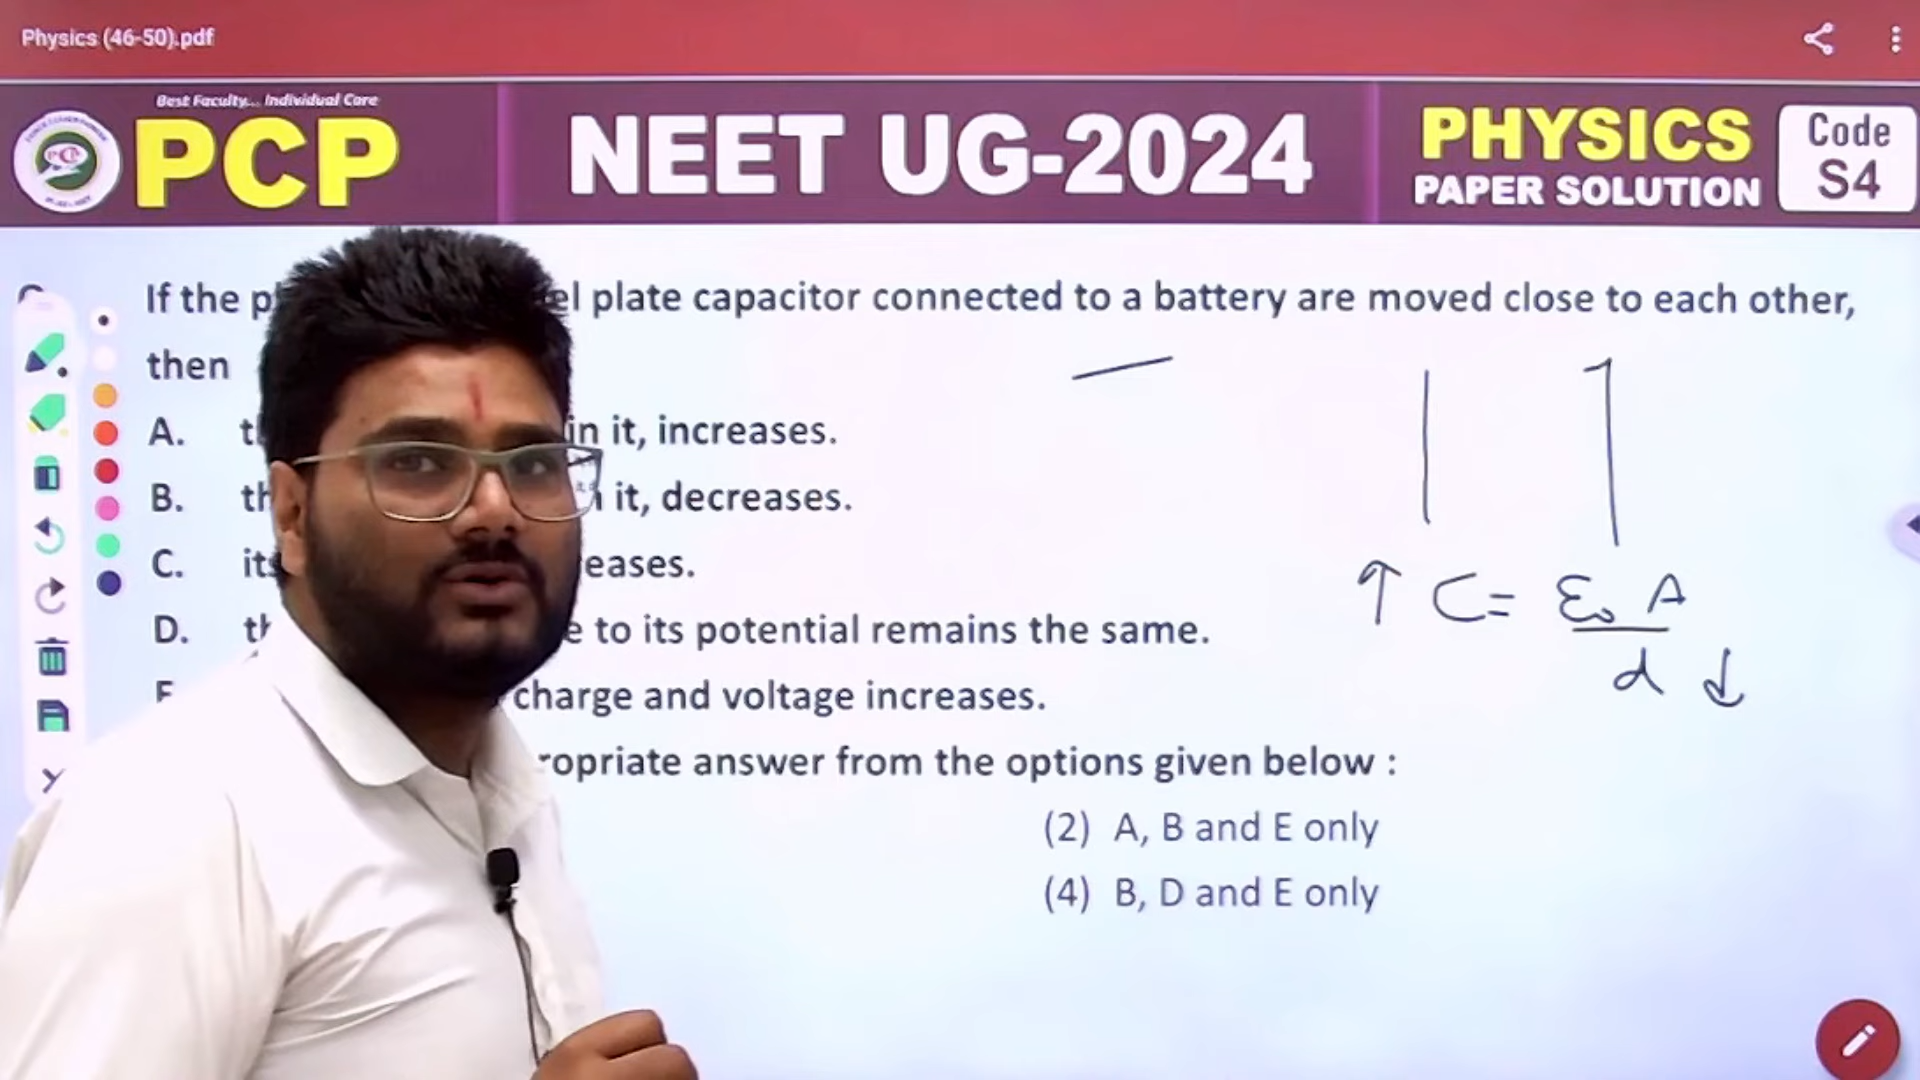 Physics (46-50).pdf
Best Faculty... Individual Care
PCP
NEET UG-2024
PHYSICS
PAPER SOLUTION
Code
S4
If the p el plate capacitor connected to a battery are moved close to each other,
then
A. t in it, increases.
B. th it, decreases.
C. its eases.
D. th e to its potential remains the same.
charge and voltage increases.
ropriate answer from the options given below :
(2) A, B and E only
(4) B, D and E only
↑ C = ε₀ A
d ↓